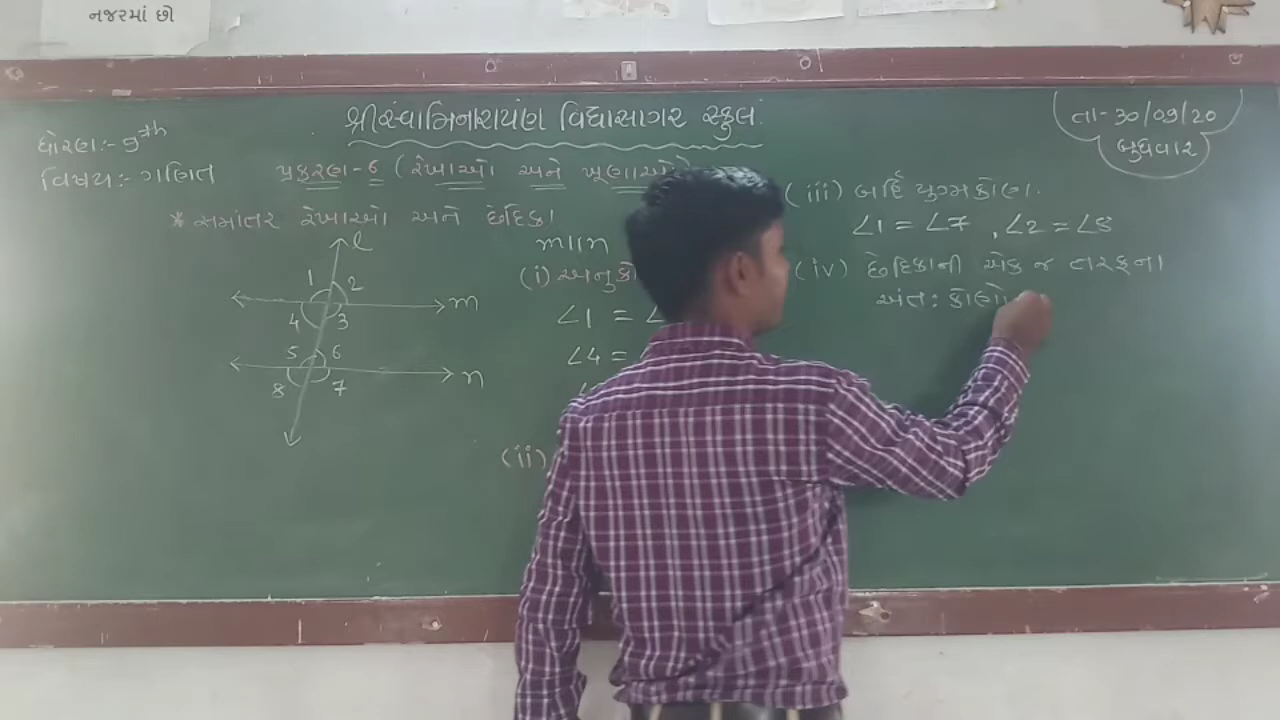 નજરમાં છો
શ્રી સ્વામિનારાયણ વિદ્યાસાગર સ્કુલ.
તા-30/09/20
બુધવાર
ધોરણ:- 9th
વિષય:- ગણિત
પ્રકરણ-6 (રેખાઓ અને ખૂણાઓ
* સમાંતર રેખાઓ અને છેદિકા
l
1 2
m
4 3
5 6
n
8 7
m||n
(i) અનુકો
∠1 = ∠
∠4 =
(ii)
(iii) બહિ યુગ્મકોણ.
∠1 = ∠7 , ∠2 = ∠8
(iv) છેદિકાની એક જ તરફના
અંત: કોણો